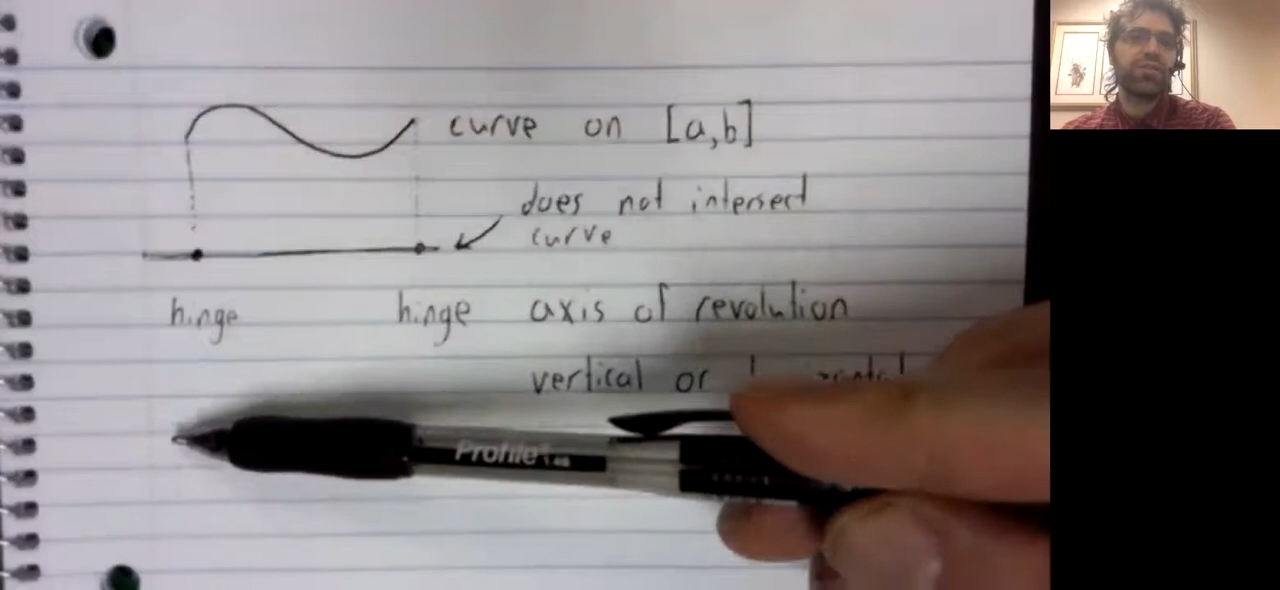 curve on [a,b]
does not intersect
curve
hinge hinge axis of revolution
vertical or
Profile